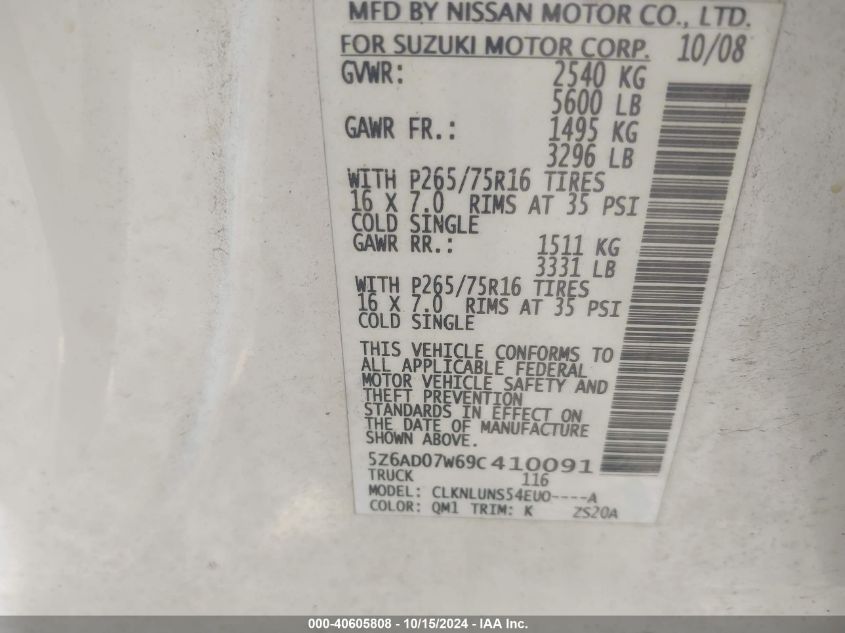 MFD BY NISSAN MOTOR CO., LTD.
FOR SUZUKI MOTOR CORP. 10/08
GVWR: 2540 KG
5600 LB
GAWR FR.: 1495 KG
3296 LB
WITH P265/75R16 TIRES
16 X 7.0 RIMS AT 35 PSI
COLD SINGLE
GAWR RR.: 1511 KG
3331 LB
WITH P265/75R16 TIRES
16 X 7.0 RIMS AT 35 PSI
COLD SINGLE
THIS VEHICLE CONFORMS TO
ALL APPLICABLE FEDERAL
MOTOR VEHICLE SAFETY AND
THEFT PREVENTION
STANDARDS IN EFFECT ON
THE DATE OF MANUFACTURE
SHOWN ABOVE.
5Z6AD07W69C410091
TRUCK 116
MODEL: CLKNLUNS54EUO----A
COLOR: QM1 TRIM: K ZS20A
000-40605808 - 10/15/2024 - IAA Inc.